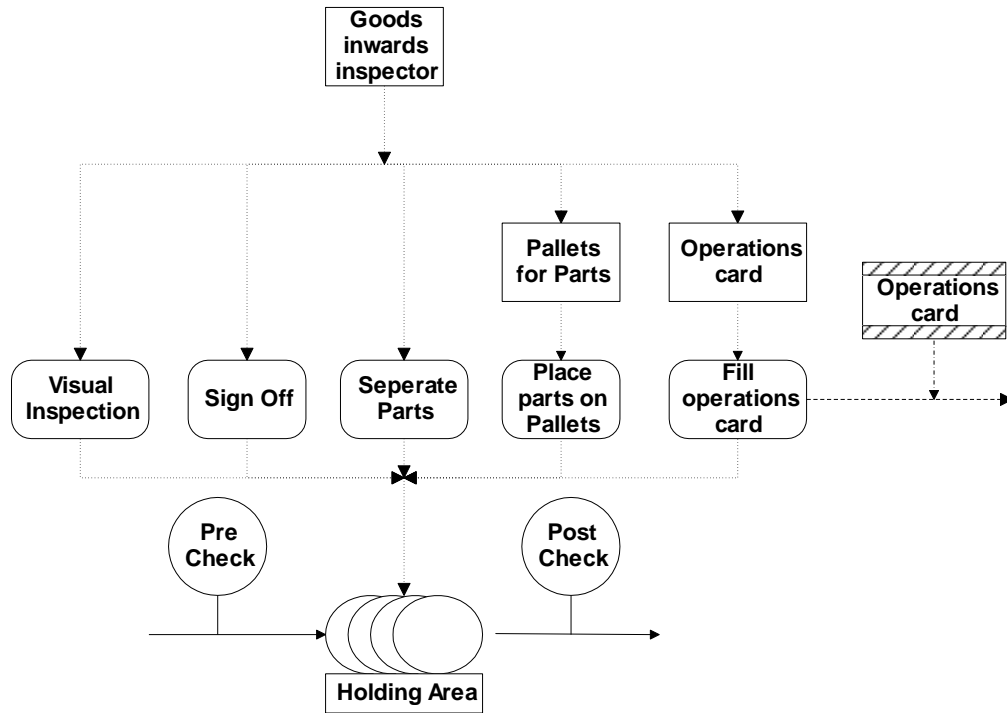 Goods
inwards
inspector
Pallets
for Parts
Operations
card
Operations
card
Visual
Inspection
Sign Off
Seperate
Parts
Place
parts on
Pallets
Fill
operations
card
Pre
Check
Post
Check
Holding Area